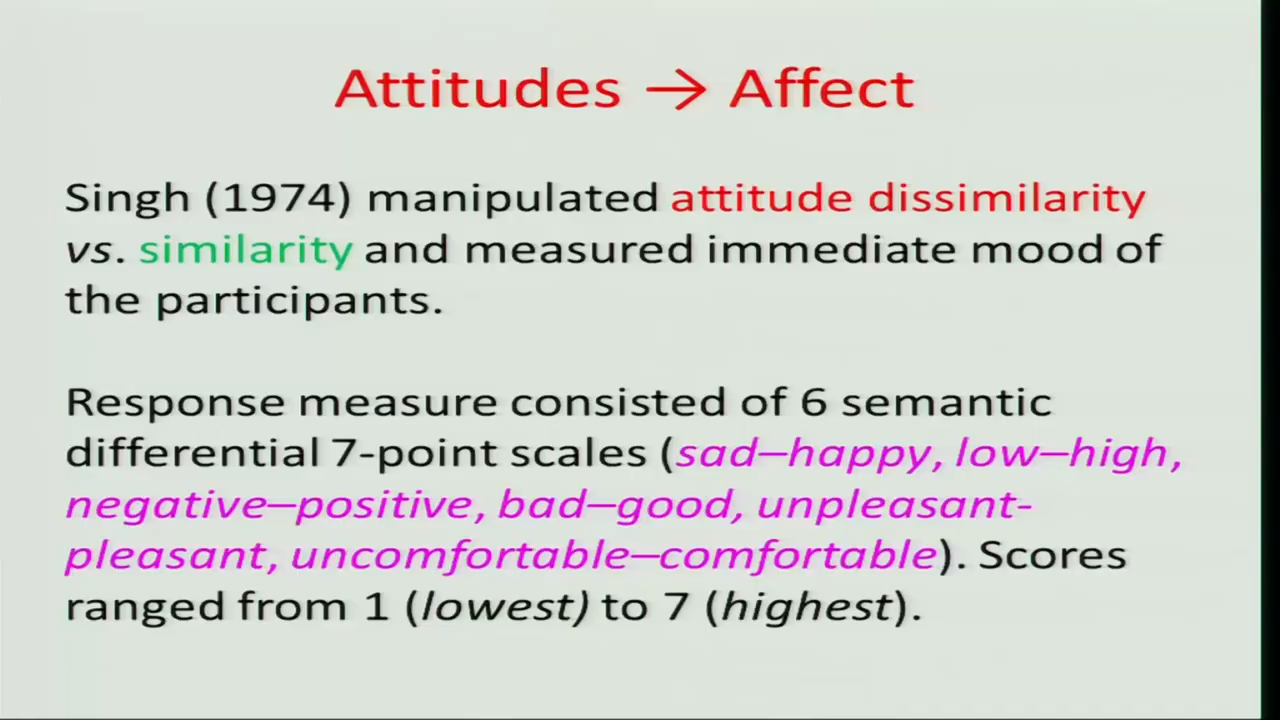 Attitudes → Affect
Singh (1974) manipulated attitude dissimilarity
vs. similarity and measured immediate mood of
the participants.
Response measure consisted of 6 semantic
differential 7-point scales (sad–happy, low–high,
negative–positive, bad–good, unpleasant-
pleasant, uncomfortable–comfortable). Scores
ranged from 1 (lowest) to 7 (highest).